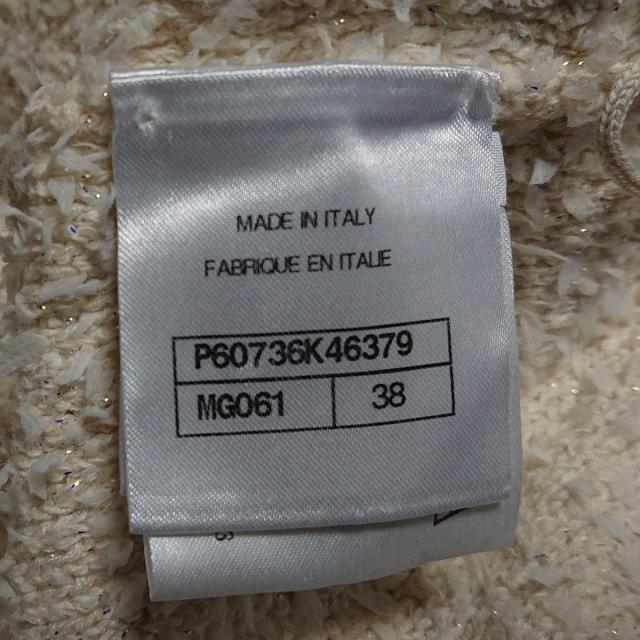 MADE IN ITALY
FABRIQUE EN ITALIE
P60736K46379
MG061 38